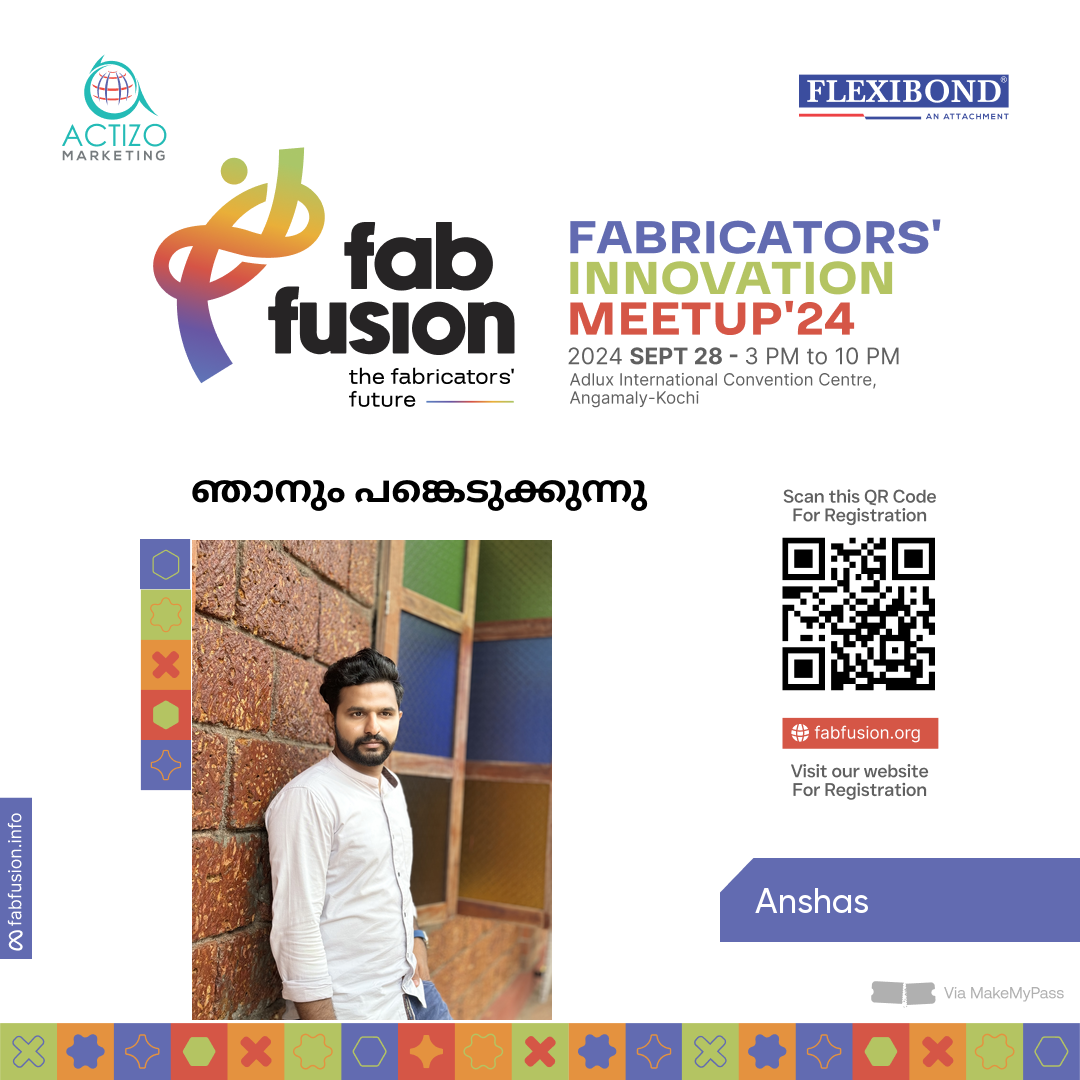 ACTIZO
MARKETING
FLEXIBOND®
AN ATTACHMENT
fab
fusion
the fabricators'
future
FABRICATORS'
INNOVATION
MEETUP'24
2024 SEPT 28 - 3 PM to 10 PM
Adlux International Convention Centre,
Angamaly-Kochi
ഞാനും പങ്കെടുക്കുന്നു
Scan this QR Code
For Registration
fabfusion.org
Visit our website
For Registration
fabfusion.info
Anshas
Via MakeMyPass